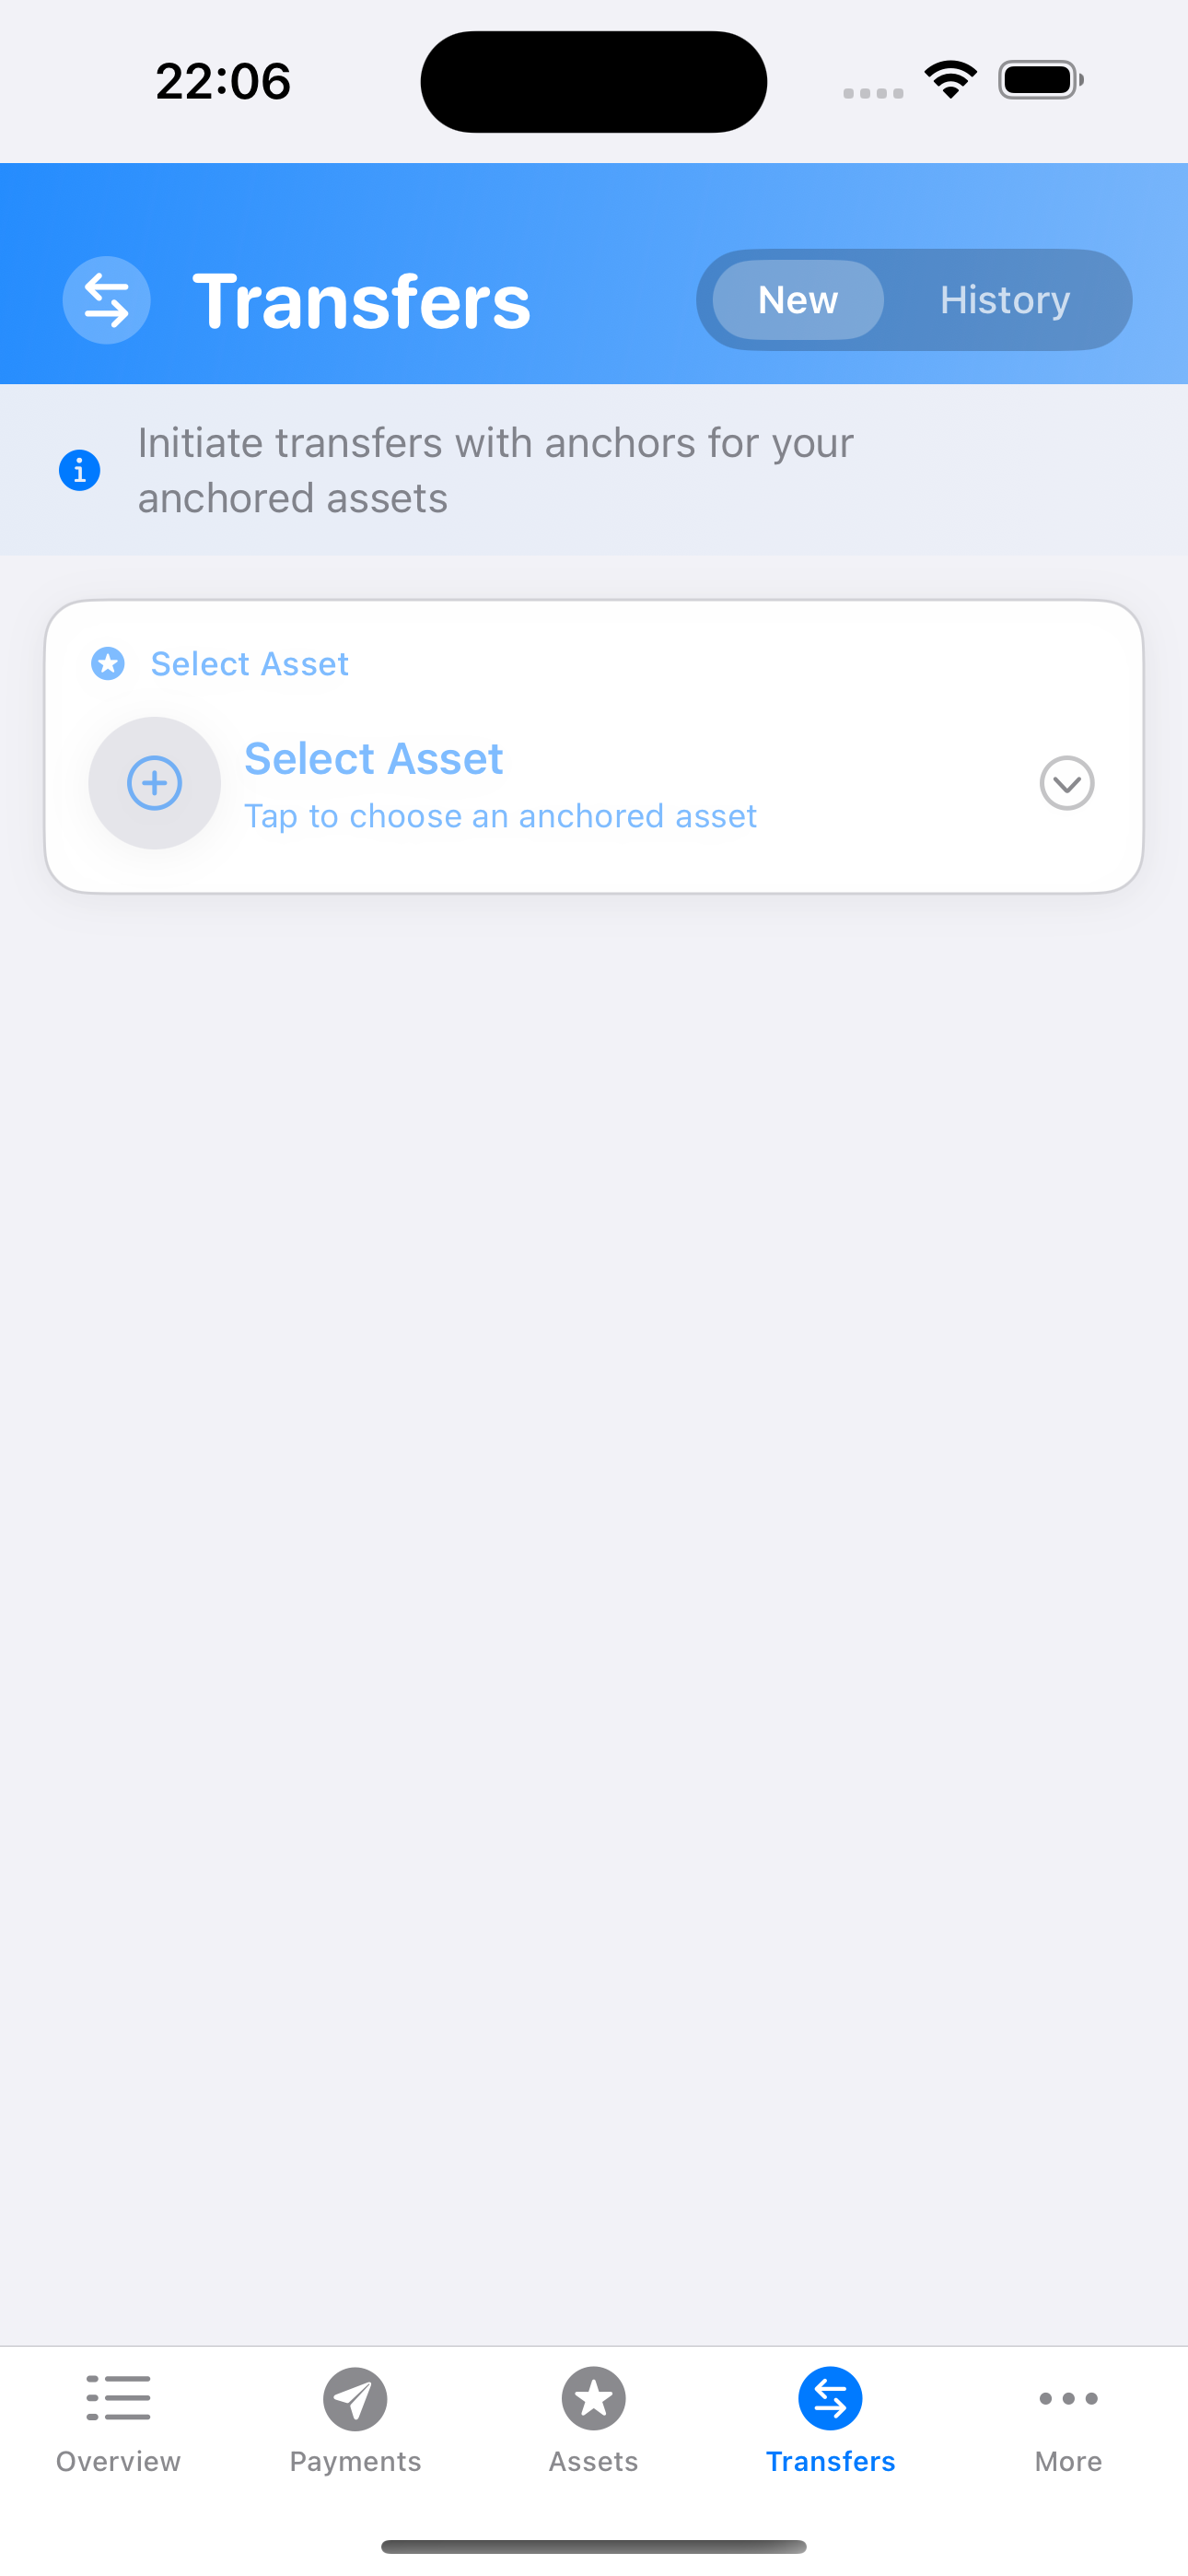 22:06
Transfers
New
History
Initiate transfers with anchors for your
anchored assets
Select Asset
Select Asset
Tap to choose an anchored asset
Overview
Payments
Assets
Transfers
More